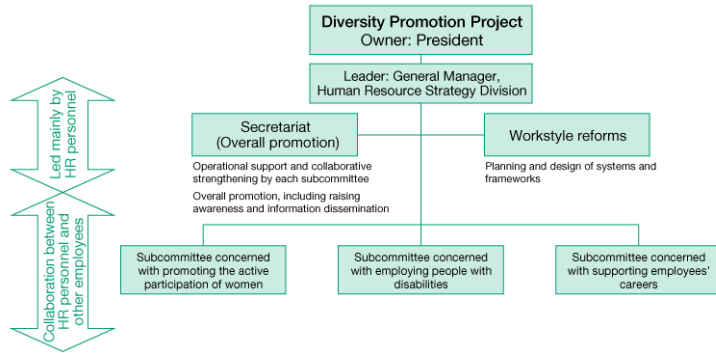 Diversity Promotion Project
Owner: President
Leader: General Manager,
Human Resource Strategy Division
Led mainly by
HR personnel
Secretariat
(Overall promotion)
Workstyle reforms
Operational support and collaborative
strengthening by each subcommittee
Overall promotion, including raising
awareness and information dissemination
Planning and design of systems and
frameworks
Collaboration between
HR personnel and
other employees
Subcommittee concerned
with promoting the active
participation of women
Subcommittee concerned
with employing people with
disabilities
Subcommittee concerned
with supporting employees'
careers